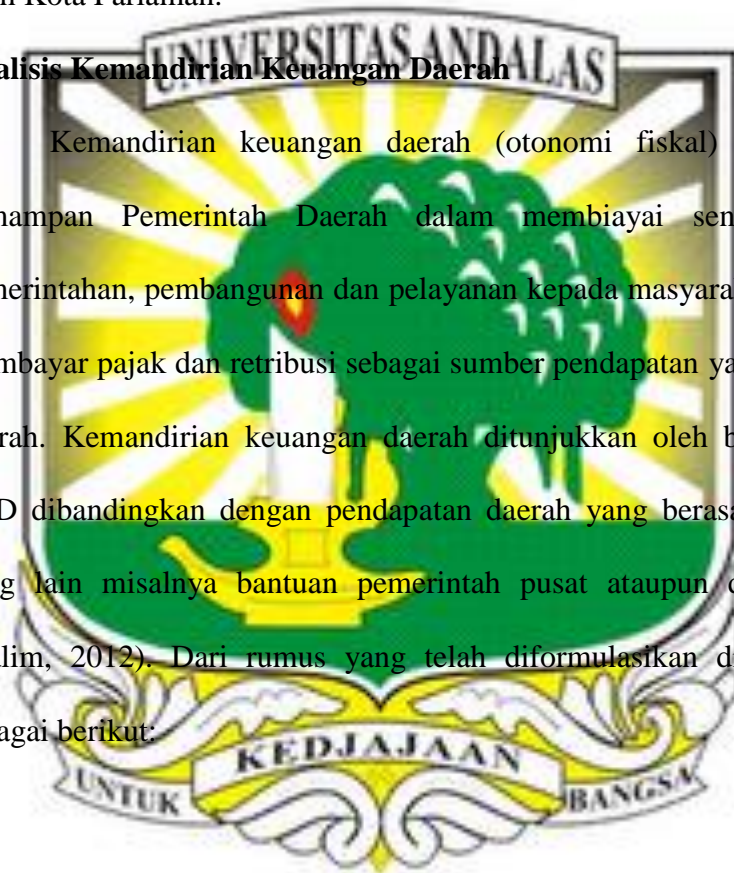 Kota Pariaman.
UNIVERSITAS ANDALAS
alisis Kemandirian Keuangan Daerah
Kemandirian keuangan daerah (otonomi fiskal)
Pemerintah Daerah dalam membiayai
merintahan, pembangunan dan pelayanan kepada masyara
mbayar pajak dan retribusi sebagai sumber pendapatan ya
rah. Kemandirian keuangan daerah ditunjukkan oleh b
D dibandingkan dengan pendapatan daerah yang berasa
g lain misalnya bantuan pemerintah pusat ataupun
alim, 2012). Dari rumus yang telah diformulasikan d
agai berikut:
KEDJAJAAN
UNTUK BANGSA